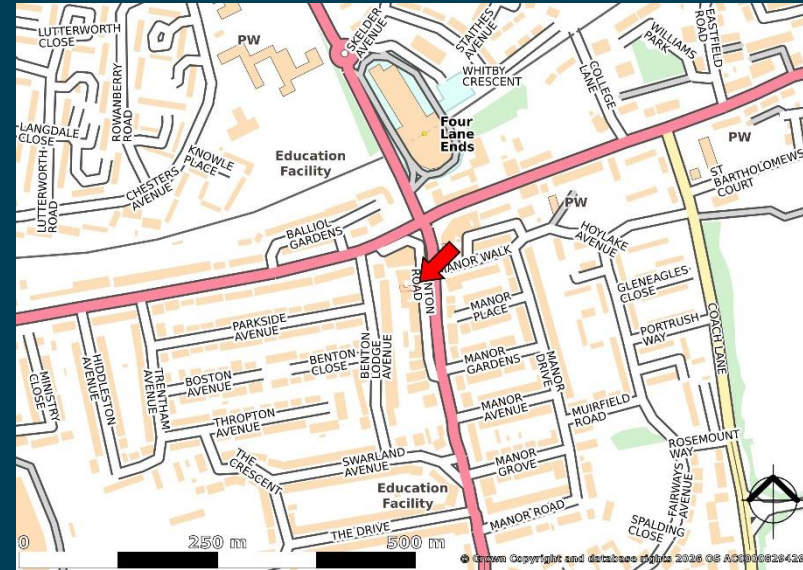 LUTTERWORTH
CLOSE
ROWANBERRY
ROAD
PW
SKELDER
AVENUE
STAITHES
AVENUE
WHITBY
CRESCENT
WILLIAMS
PARK
EASTFIELD
ROAD
COLLEGE
LANE
LANGDALE
CLOSE
KNOWLE
PLACE
Education
Facility
Four
Lane
Ends
PW
ST
BARTHOLOMEWS
COURT
LUTTERWORTH
ROAD
CHESTERS
AVENUE
BALLIOL
GARDENS
PW
HOYLAKE
AVENUE
MANOR WALK
ROAD
GLENEAGLES
CLOSE
MANOR
PLACE
PORTRUSH
WAY
COACH LANE
PARKSIDE
AVENUE
BENTON
CLOSE
BENTON
LODGE
AVENUE
MANOR
GARDENS
MANOR
DRIVE
MINISTRY
CLOSE
HIDDLESTON
AVENUE
TRENTHAM
AVENUE
BOSTON
AVENUE
THROPTON
AVENUE
MANOR
AVENUE
MUIRFIELD
ROAD
THE
CRESCENT
SWARLAND
AVENUE
MANOR
GROVE
ROSEMOUNT
WAY
FAIRWAYS
AVENUE
Education
Facility
THE DRIVE
MANOR ROAD
SPALDING
CLOSE
0
250 m
500 m
© Crown Copyright and database rights 2026 OS